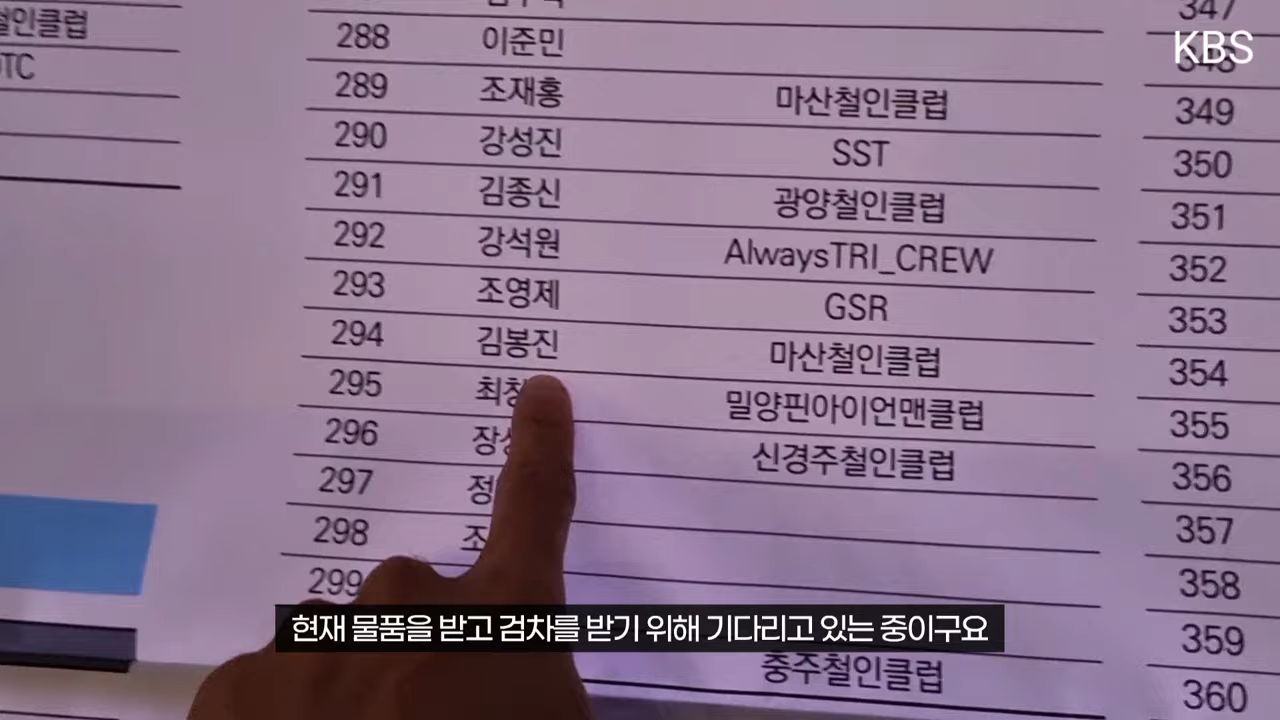 KBS
철인클럽
347
288 이준민
289 조재홍 마산철인클럽 349
290 강성진 SST 350
291 김종신 광양철인클럽 351
292 강석원 AlwaysTRI_CREW 352
293 조영제 GSR 353
294 김봉진 마산철인클럽 354
295 밀양핀아이언맨클럽 355
296 신경주철인클럽 356
297 357
298 358
299 359
충주철인클럽 360
현재 물품을 받고 검차를 받기 위해 기다리고 있는 중이구요